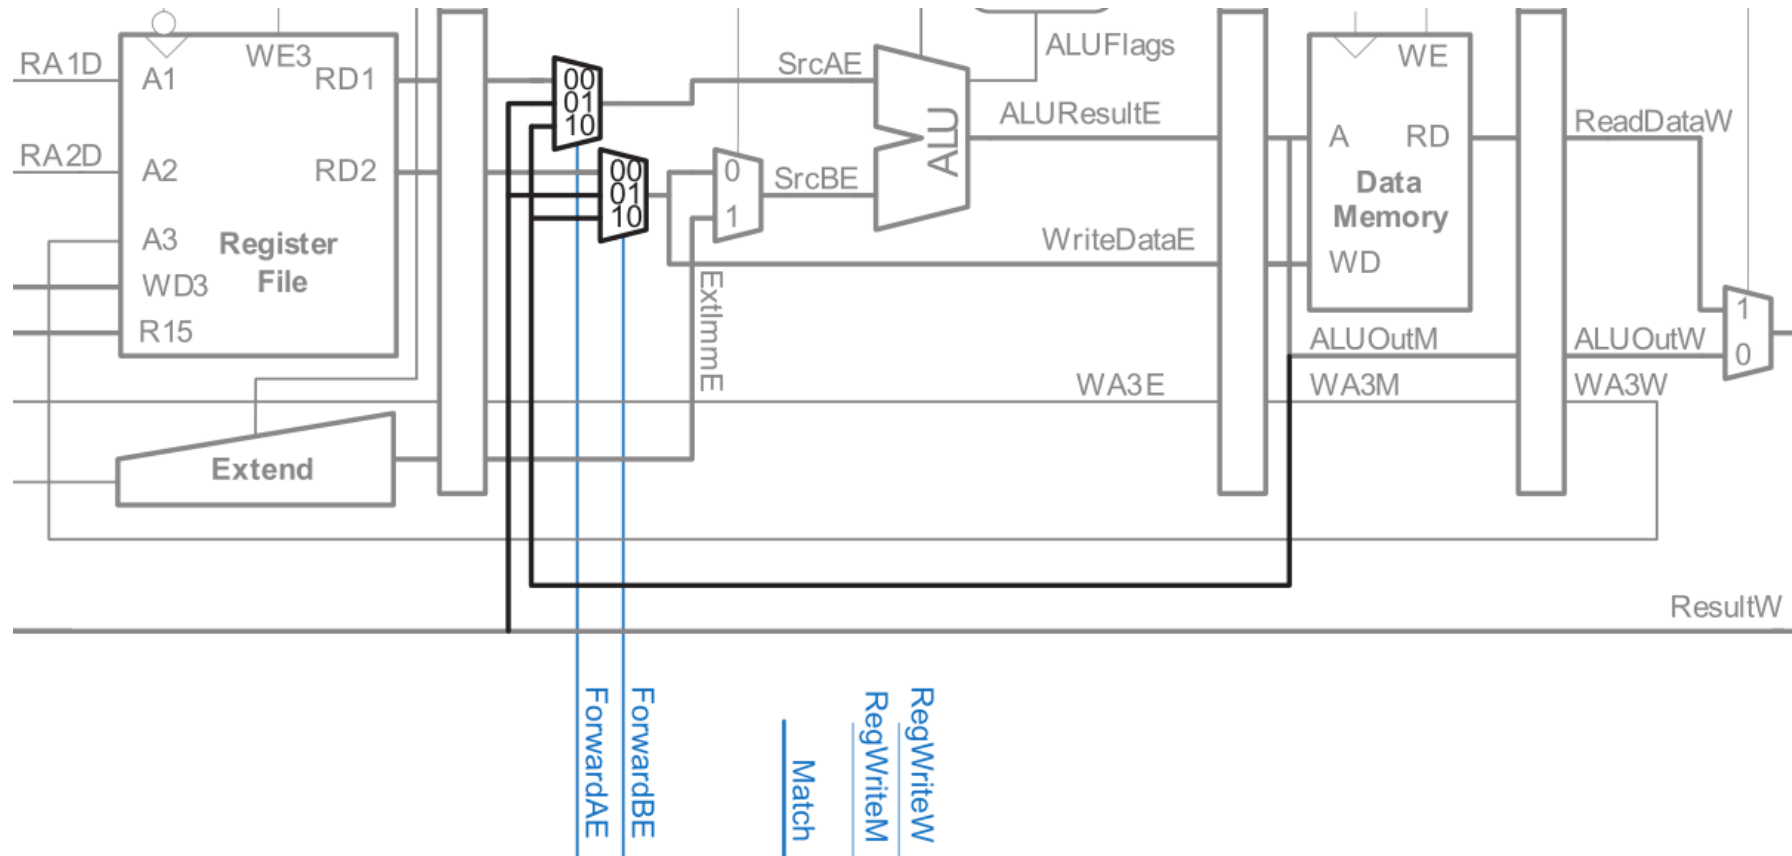 RA1D
A1
WE3
RD1
RA2D
A2
RD2
A3
WD3
R15
Register
File
Extend
00
01
10
00
01
10
0
1
SrcAE
SrcBE
ExtImmE
ALU
ALUFlags
ALUResultE
WriteDataE
WA3E
WE
A
RD
Data
Memory
WD
ALUOutM
WA3M
ReadDataW
ALUOutW
WA3W
1
0
ResultW
ForwardAE
ForwardBE
Match
RegWriteM
RegWriteW